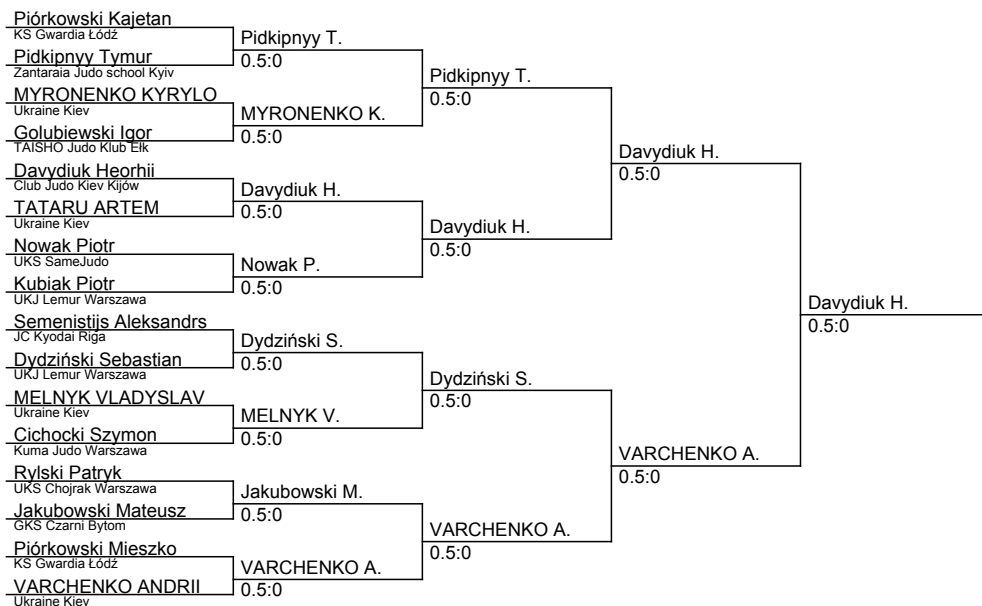 Piórkowski Kajetan
KS Gwardia Łódź
Pidkipnyy Tymur
Zantaraia Judo school Kyiv
MYRONENKO KYRYLO
Ukraine Kiev
Golubiewski Igor
TAISHO Judo Klub Ełk
Davydiuk Heorhii
Club Judo Kiev Kijów
TATARU ARTEM
Ukraine Kiev
Nowak Piotr
UKS SameJudo
Kubiak Piotr
UKJ Lemur Warszawa
Semenistijs Aleksandrs
JC Kyodai Riga
Dydziński Sebastian
UKJ Lemur Warszawa
MELNYK VLADYSLAV
Ukraine Kiev
Cichocki Szymon
Kuma Judo Warszawa
Rylski Patryk
UKS Chojrak Warszawa
Jakubowski Mateusz
GKS Czarni Bytom
Piórkowski Mieszko
KS Gwardia Łódź
VARCHENKO ANDRII
Ukraine Kiev
Pidkipnyy T.
0.5:0
MYRONENKO K.
0.5:0
Davydiuk H.
0.5:0
Nowak P.
0.5:0
Dydziński S.
0.5:0
MELNYK V.
0.5:0
Jakubowski M.
0.5:0
VARCHENKO A.
0.5:0
Pidkipnyy T.
0.5:0
Davydiuk H.
0.5:0
Dydziński S.
0.5:0
VARCHENKO A.
0.5:0
Davydiuk H.
0.5:0
VARCHENKO A.
0.5:0
Davydiuk H.
0.5:0